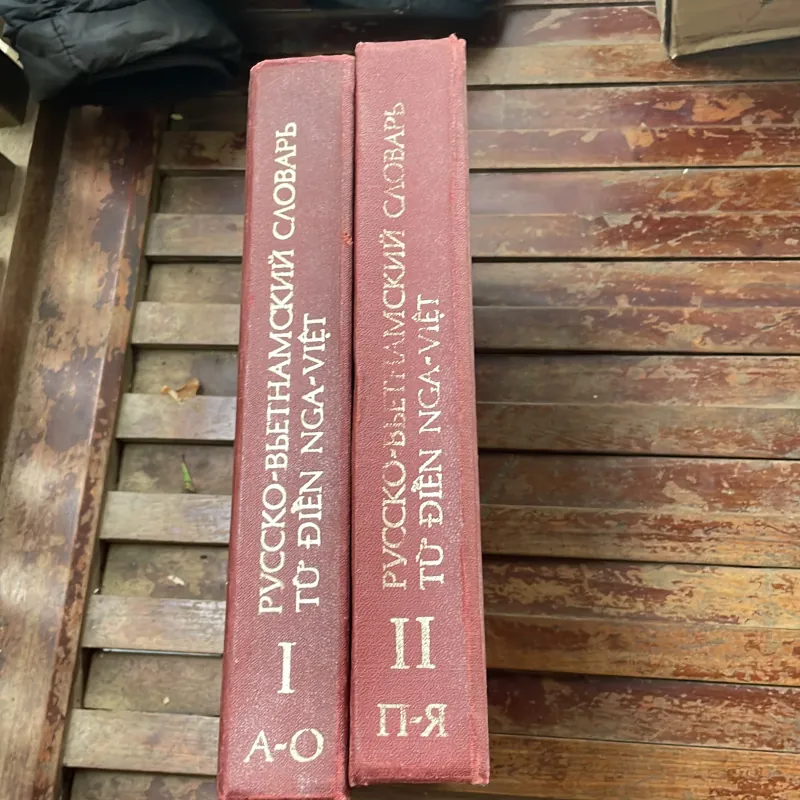 РУССКО-ВЬЕТНАМСКИЙ СЛОВАРЬ
TỪ ĐIỂN NGA-VIỆT
I
А-О
РУССКО-ВЬЕТНАМСКИЙ СЛОВАРЬ
TỪ ĐIỂN NGA-VIỆT
II
П-Я